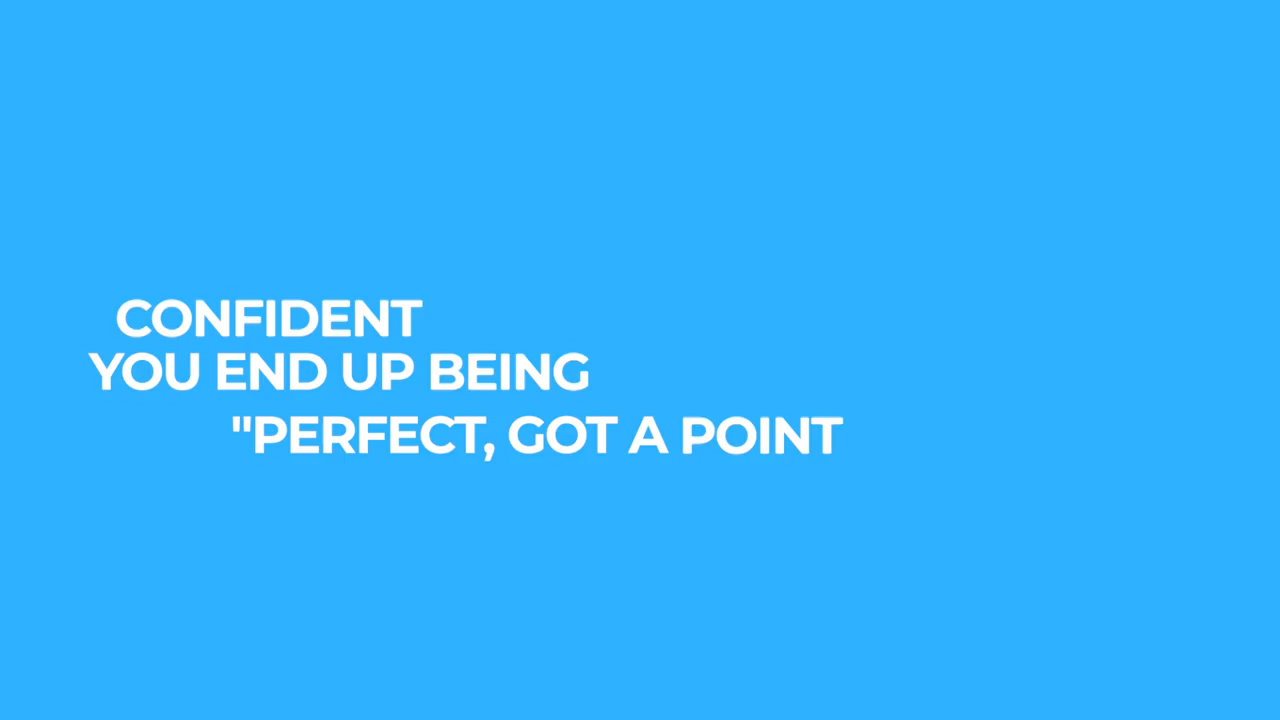 CONFIDENT
YOU END UP BEING
"PERFECT, GOT A POINT